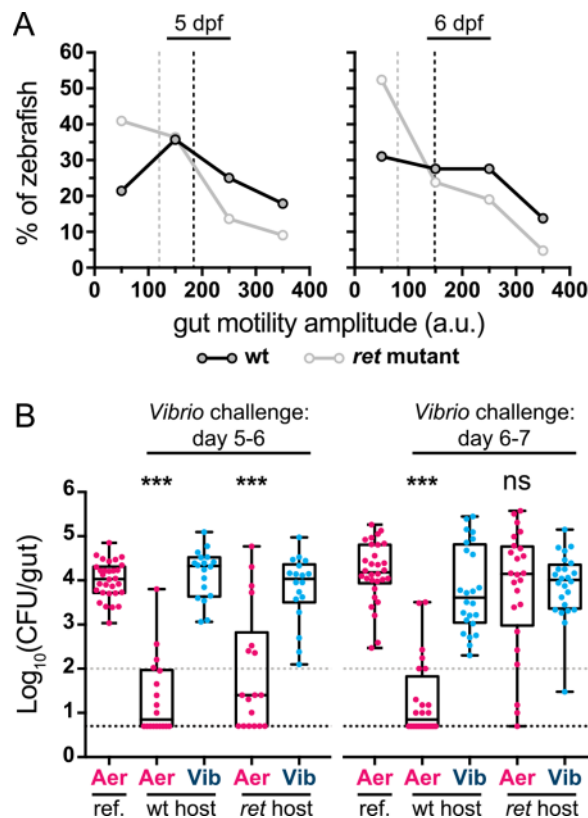 A
5 dpf 6 dpf
% of zebrafish
60
50
40
30
20
10
0
0 100 200 300 400 0 100 200 300 400
gut motility amplitude (a.u.)
wt ret mutant
B
Vibrio challenge: Vibrio challenge:
day 5-6 day 6-7
*** *** *** ns
Log10(CFU/gut)
6
5
4
3
2
1
0
Aer Aer Vib Aer Vib Aer Aer Vib Aer Vib
ref. wt host ret host ref. wt host ret host